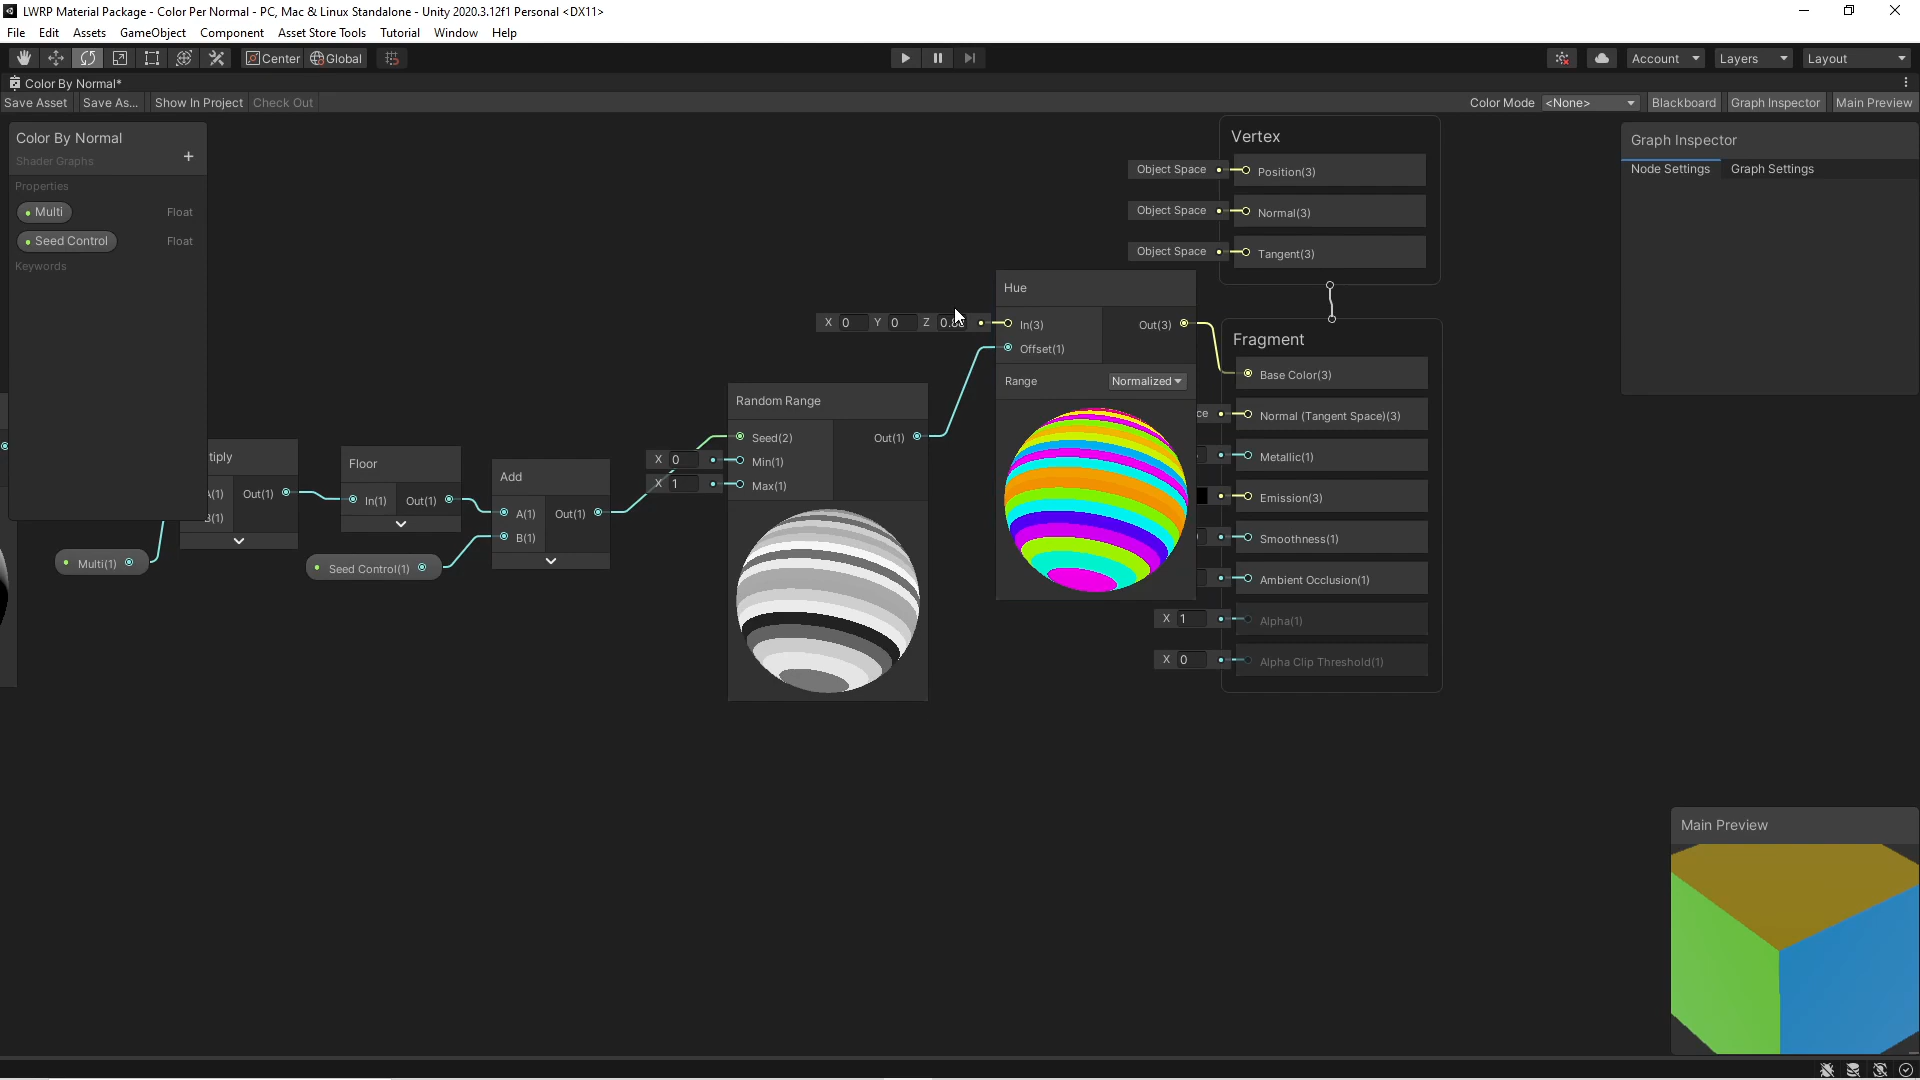 LWRP Material Package - Color Per Normal - PC, Mac & Linux Standalone - Unity 2020.3.12f1 Personal <DX11>
File Edit Assets GameObject Component Asset Store Tools Tutorial Window Help
Center Global Account Layers Layout
Color By Normal*
Save Asset Save As... Show In Project Check Out Color Mode <None> Blackboard Graph Inspector Main Preview
Color By Normal
Shader Graphs
+
Properties
Multi Float
Seed Control Float
Keywords
tiply
A(1) Out(1)
B(1)
Multi(1)
Floor
In(1) Out(1)
Seed Control(1)
Add
A(1) Out(1)
B(1)
Random Range
Seed(2) Out(1)
X 0 Min(1)
X 1 Max(1)
Hue
X 0 Y 0 Z
In(3) Out(3)
Offset(1)
Range Normalized
Vertex
Object Space Position(3)
Object Space Normal(3)
Object Space Tangent(3)
Fragment
Base Color(3)
ce Normal (Tangent Space)(3)
Metallic(1)
Emission(3)
Smoothness(1)
Ambient Occlusion(1)
X 1 Alpha(1)
X 0 Alpha Clip Threshold(1)
Graph Inspector
Node Settings Graph Settings
Main Preview